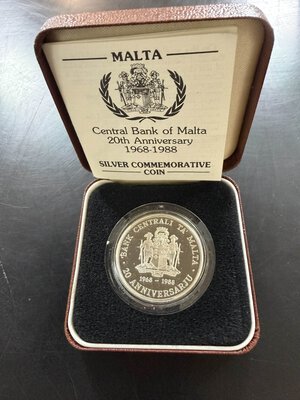 MALTA
Central Bank of Malta
20th Anniversary
1968-1988
SILVER COMMEMORATIVE
COIN
BANK ĊENTRALI TA' MALTA
1968 - 1988
20 ANNIVERSARJU